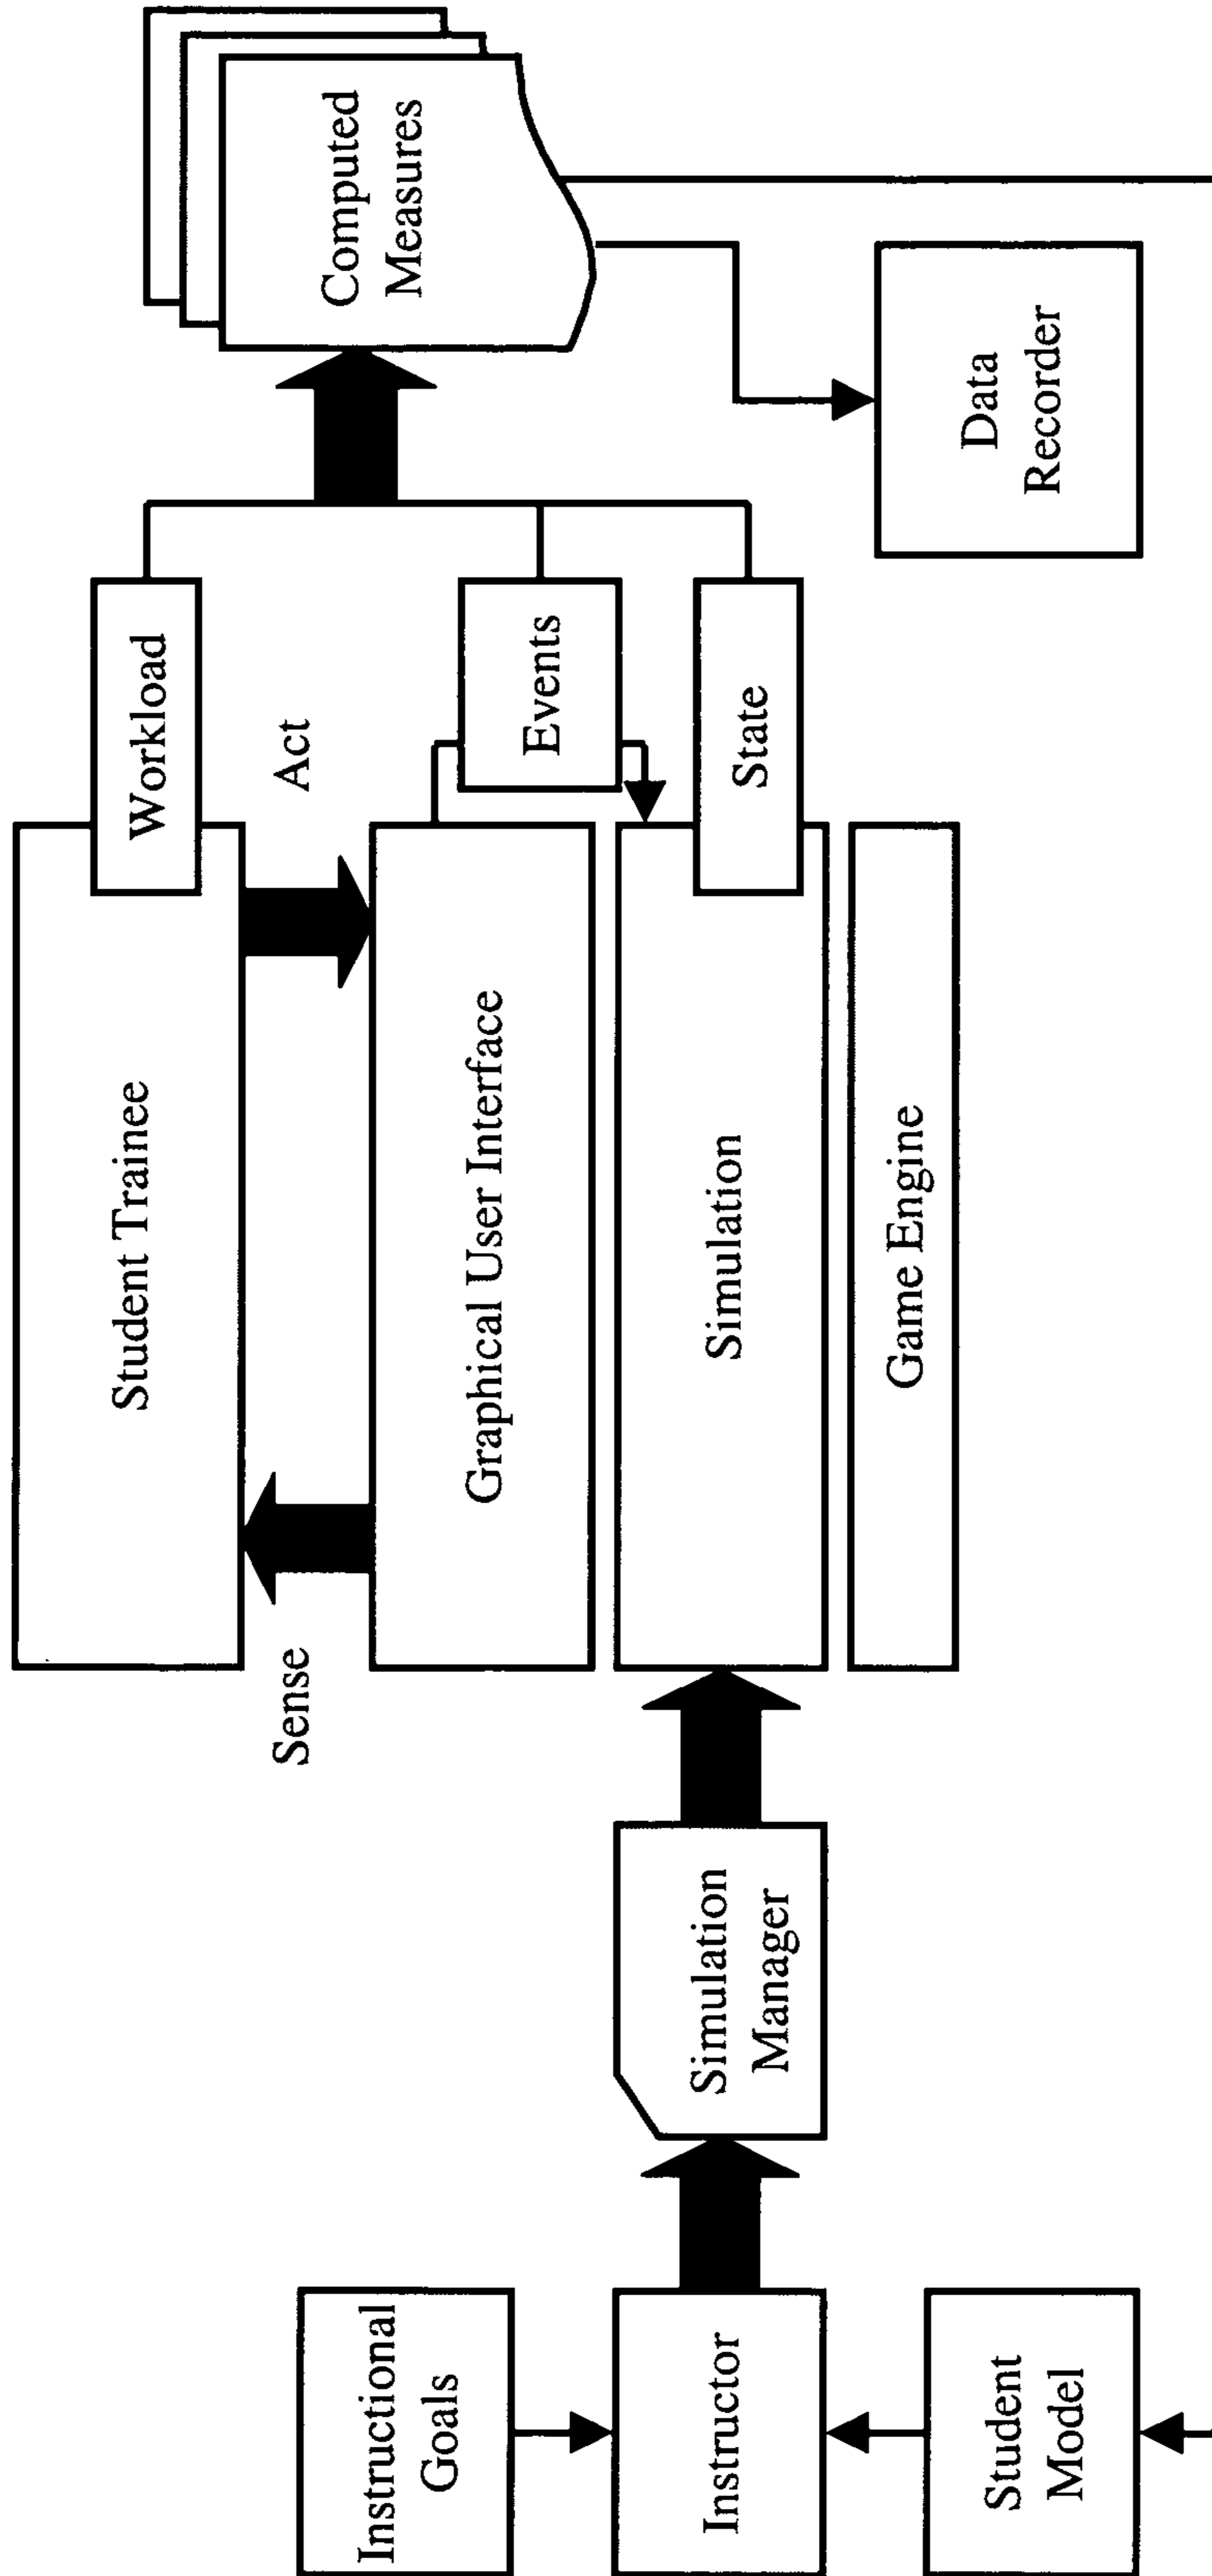 Student Trainee
Workload
Sense
Act
Computed
Measures
Instructional
Goals
Graphical User Interface
Events
Instructor
Simulation
Manager
Simulation
State
Student
Model
Game Engine
Data
Recorder